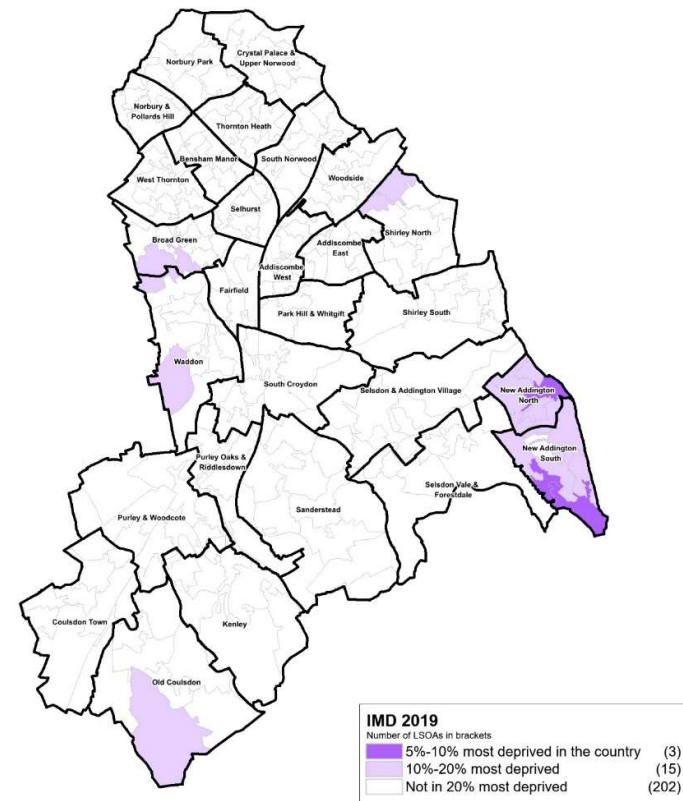 Norbury Park
Crystal Palace &
Upper Norwood
Norbury &
Pollards Hill
Thornton Heath
Bensham Manor
South Norwood
West Thornton
Woodside
Selhurst
Shirley North
Broad Green
Addiscombe
East
Addiscombe
West
Fairfield
Park Hill & Whitgift
Shirley South
Waddon
South Croydon
Selsdon & Addington Village
New Addington
North
New Addington
South
Purley Oaks &
Riddlesdown
Selsdon Vale &
Forestdale
Sanderstead
Purley & Woodcote
Coulsdon Town
Kenley
Old Coulsdon
IMD 2019
Number of LSOAs in brackets
5%-10% most deprived in the country (3)
10%-20% most deprived (15)
Not in 20% most deprived (202)